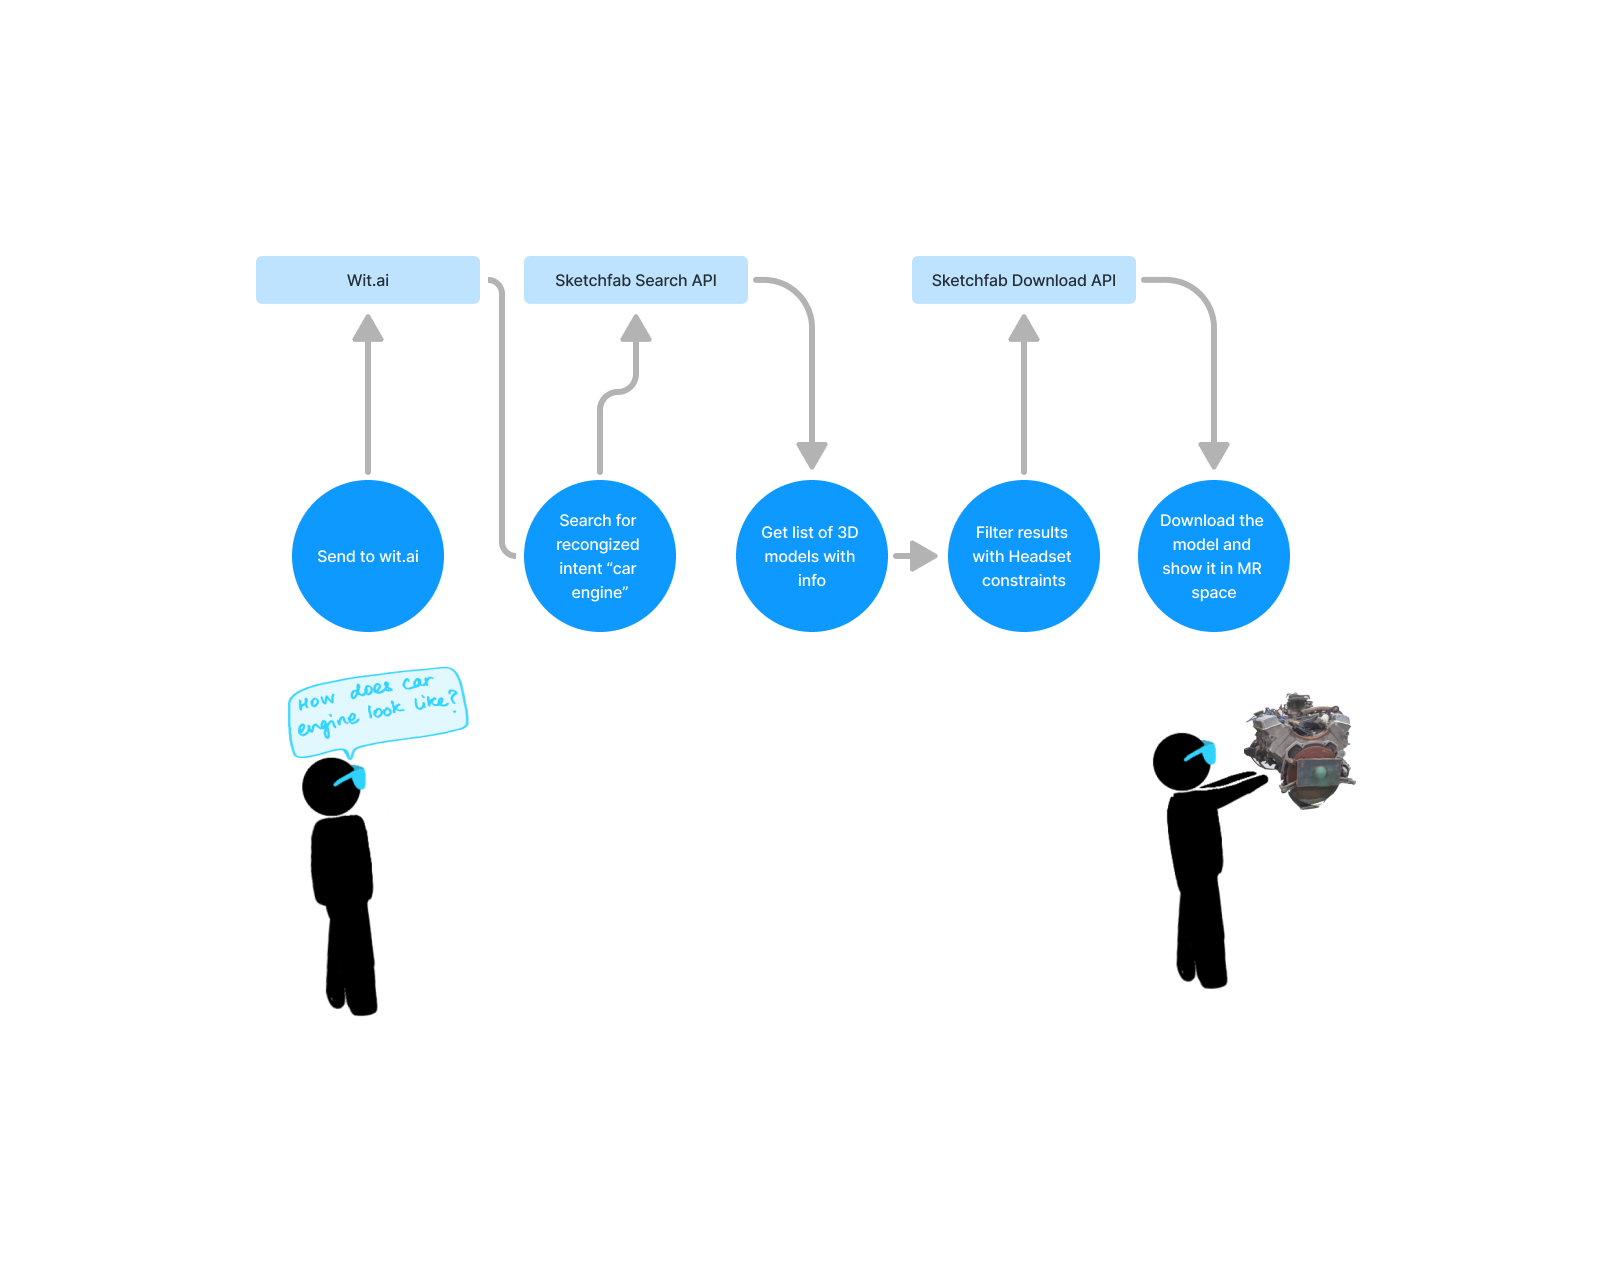 Wit.ai
Sketchfab Search API
Sketchfab Download API
Send to wit.ai
Search for
recongized
intent “car
engine”
Get list of 3D
models with
info
Filter results
with Headset
constraints
Download the
model and
show it in MR
space
How does car
engine look like?